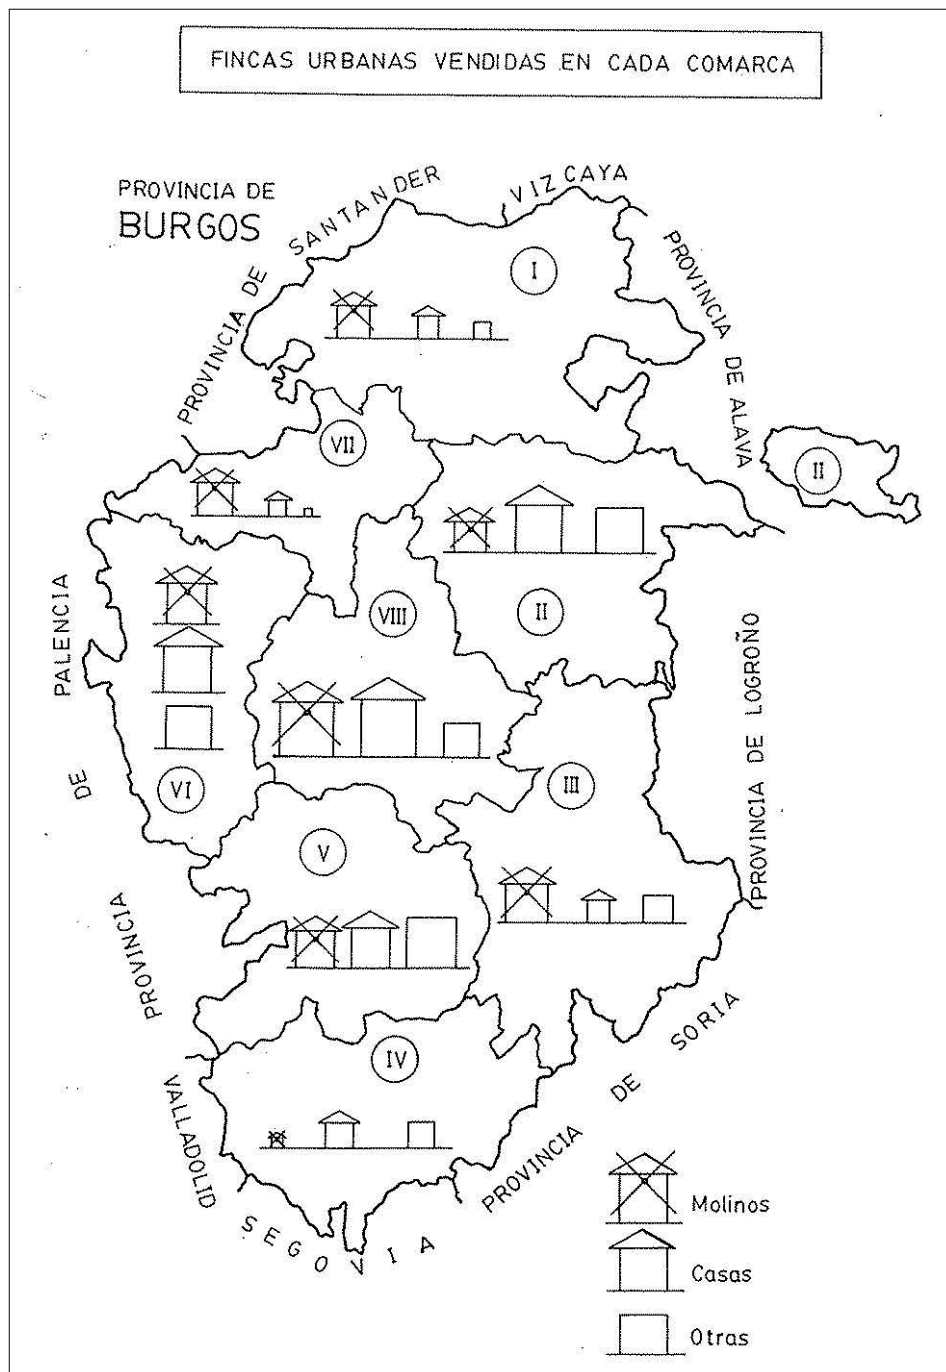 FINCAS URBANAS VENDIDAS EN CADA COMARCA
PROVINCIA DE
BURGOS
PROVINCIA DE SANTANDER
VIZCAYA
PROVINCIA DE ALAVA
I
VII
II
II
VIII
VI
III
V
IV
PROVINCIA DE PALENCIA
PROVINCIA DE LOGROÑO
PROVINCIA DE SORIA
VALLADOLID
SEGOVIA
Molinos
Casas
Otras